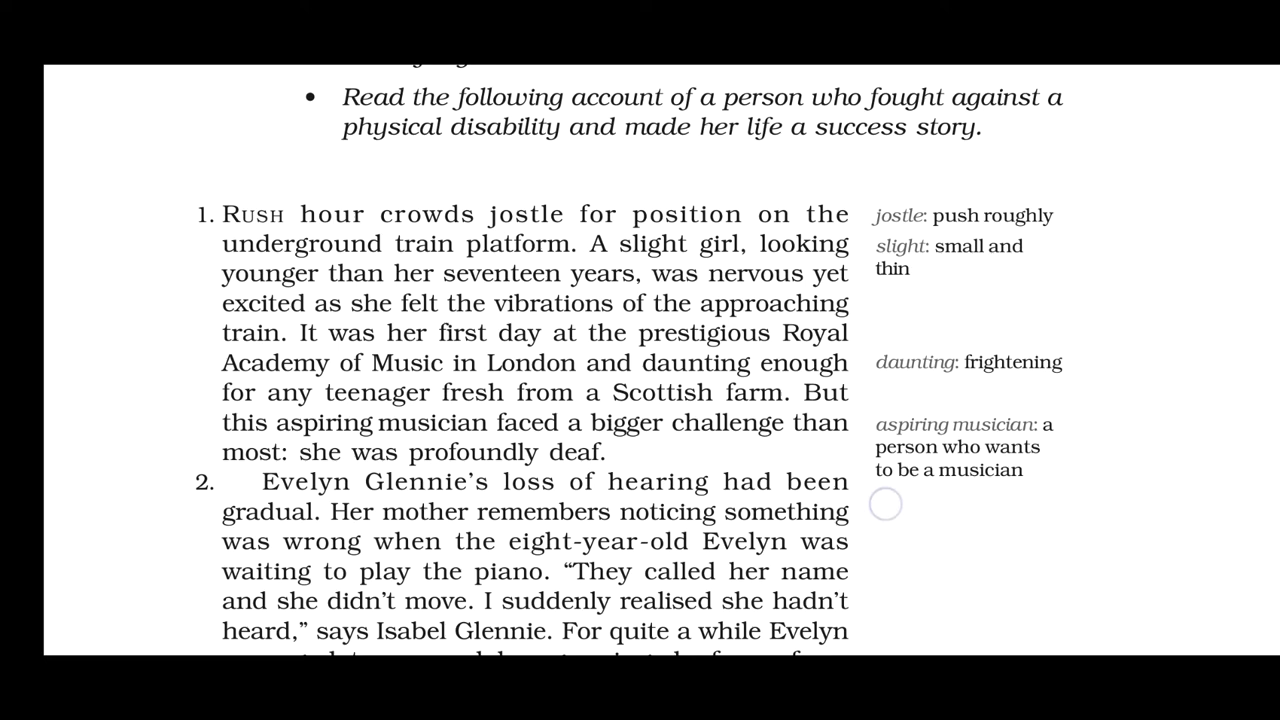 • Read the following account of a person who fought against a
physical disability and made her life a success story.
1. RUSH hour crowds jostle for position on the
underground train platform. A slight girl, looking
younger than her seventeen years, was nervous yet
excited as she felt the vibrations of the approaching
train. It was her first day at the prestigious Royal
Academy of Music in London and daunting enough
for any teenager fresh from a Scottish farm. But
this aspiring musician faced a bigger challenge than
most: she was profoundly deaf.
2. Evelyn Glennie’s loss of hearing had been
gradual. Her mother remembers noticing something
was wrong when the eight-year-old Evelyn was
waiting to play the piano. “They called her name
and she didn’t move. I suddenly realised she hadn’t
heard,” says Isabel Glennie. For quite a while Evelyn
jostle: push roughly
slight: small and
thin
daunting: frightening
aspiring musician: a
person who wants
to be a musician